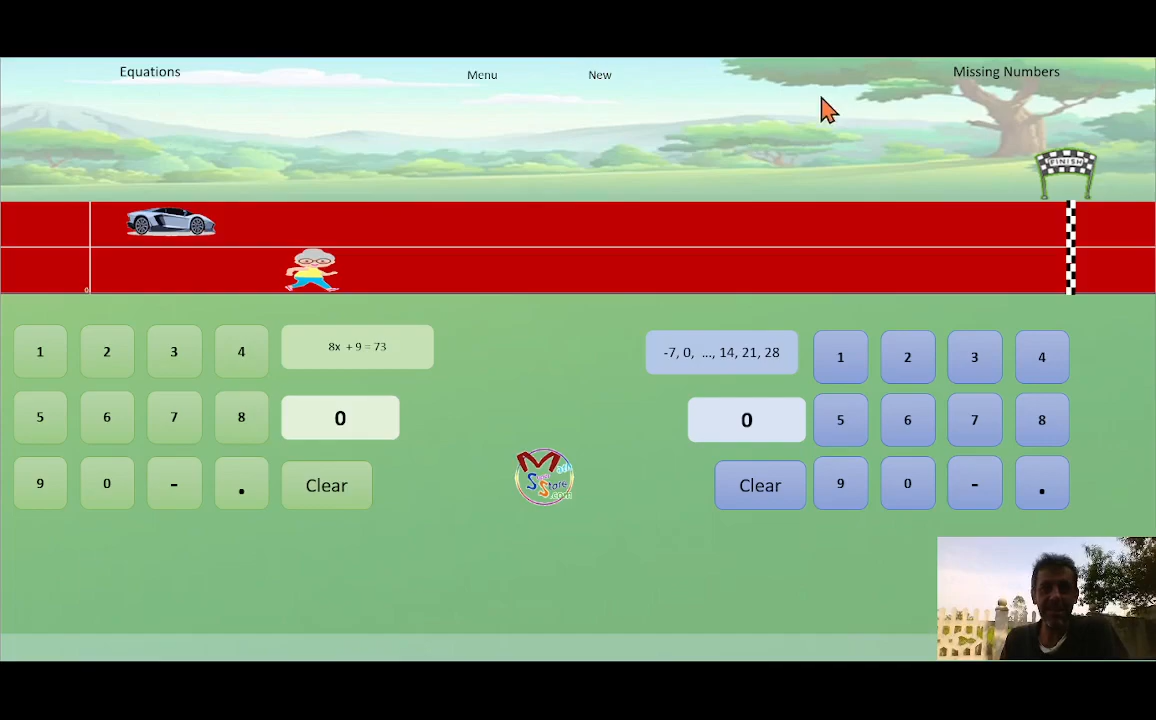 Equations
Menu
New
Missing Numbers
FINISH
0
1 2 3 4
8x + 9 = 73
5 6 7 8
0
9 0 - .
Clear
-7, 0, ..., 14, 21, 28
1 2 3 4
0
5 6 7 8
Clear
9 0 - .